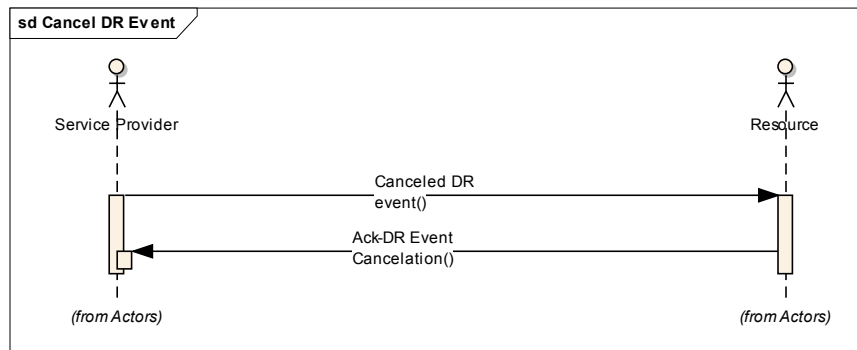 sd Cancel DR Event
Service Provider
Resource
Canceled DR
event()
Ack-DR Event
Cancelation()
(from Actors)
(from Actors)